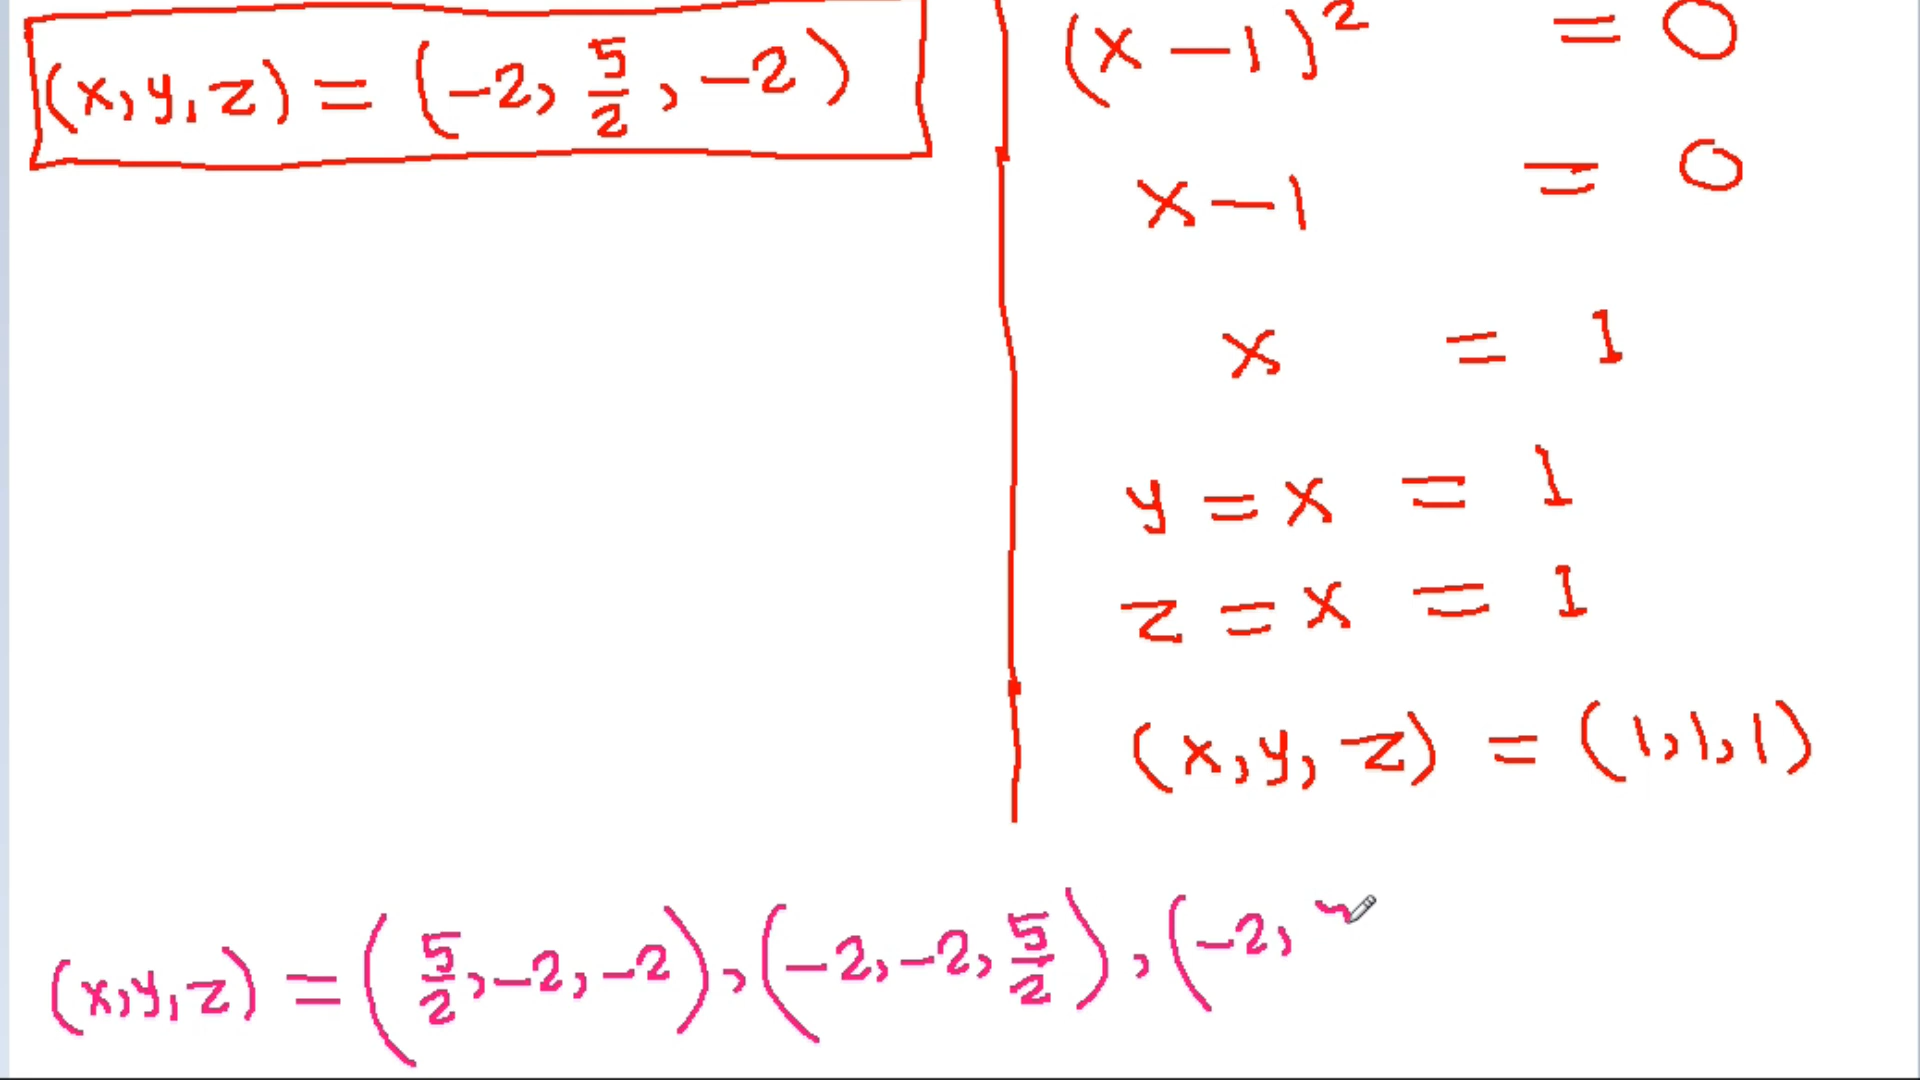 (x,y,z) = (-2, 5/2, -2)
(x-1)² = 0
x-1 = 0
x = 1
y = x = 1
z = x = 1
(x,y,z) = (1,1,1)
(x,y,z) = (5/2,-2,-2), (-2,-2,5/2), (-2,